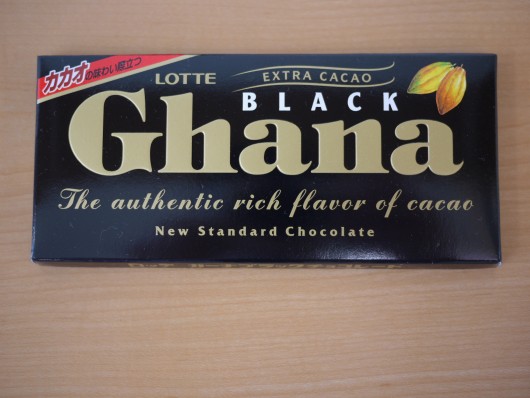 カカオの味わい際立つ
LOTTE
EXTRA CACAO
BLACK
Ghana
The authentic rich flavor of cacao
New Standard Chocolate